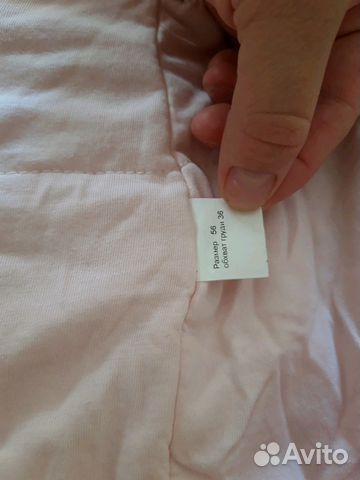 Размер 56
обхват груди 36
Avito